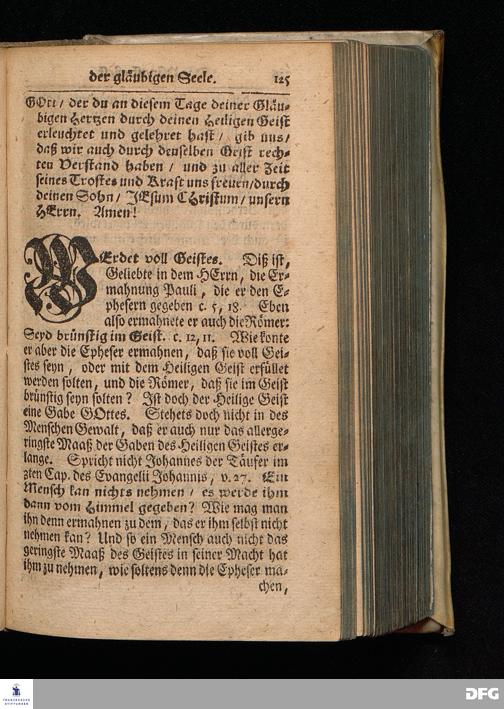 der gläubigen Seele. 125
GOtt / der du an diesem Tage deiner Gläu-
bigen Hertzen durch deinen Heiligen Geist
erleuchtet und gelehret hast / gib uns /
daß wir auch durch denselben Geist rech-
ten Verstand haben / und zu aller Zeit
seines Trostes und Kraft uns freuen / durch
deinen Sohn / JEsum CHristum / unsern
HErrn. Amen!
WErdet voll Geistes. Diß ist,
Geliebte in dem HErrn, die Er-
mahnung Pauli, die er den E-
phesern gegeben c. 5, 18. Eben
also ermahnete er auch die Römer:
Seyd brünstig im Geist. c. 12, 11. Wie konte
er aber die Epheser ermahnen, daß sie voll Gei-
stes seyn, oder mit dem Heiligen Geist erfüllet
werden solten, und die Römer, daß sie im Geist
brünstig seyn solten? Ist doch der Heilige Geist
eine Gabe GOttes. Stehets doch nicht in des
Menschen Gewalt, daß er auch nur das allerge-
ringste Maaß der Gaben des Heiligen Geistes er-
lange. Spricht nicht Johannes der Täufer im
3ten Cap. des Evangelii Johannis, v. 27. Ein
Mensch kan nichts nehmen / es werde ihm
dann vom Himmel gegeben? Wie mag man
ihn denn ermahnen zu dem, das er ihm selbst nicht
nehmen kan? Und so ein Mensch auch nicht das
geringste Maaß des Geistes in seiner Macht hat
ihm zu nehmen, wie soltens denn die Epheser ma-
chen,
FRANCKESCHE
STIFTUNGEN
DFG